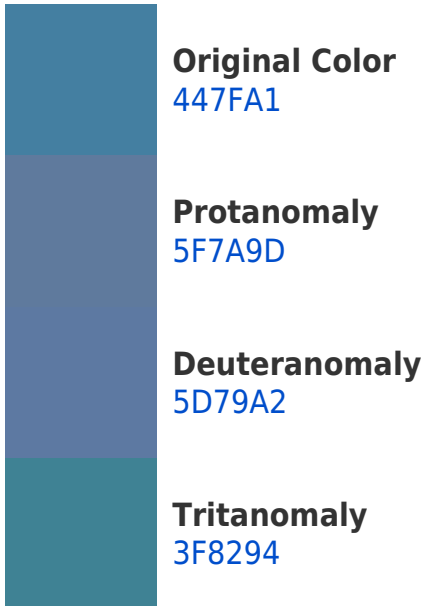 Original Color
447FA1
Protanomaly
5F7A9D
Deuteranomaly
5D79A2
Tritanomaly
3F8294